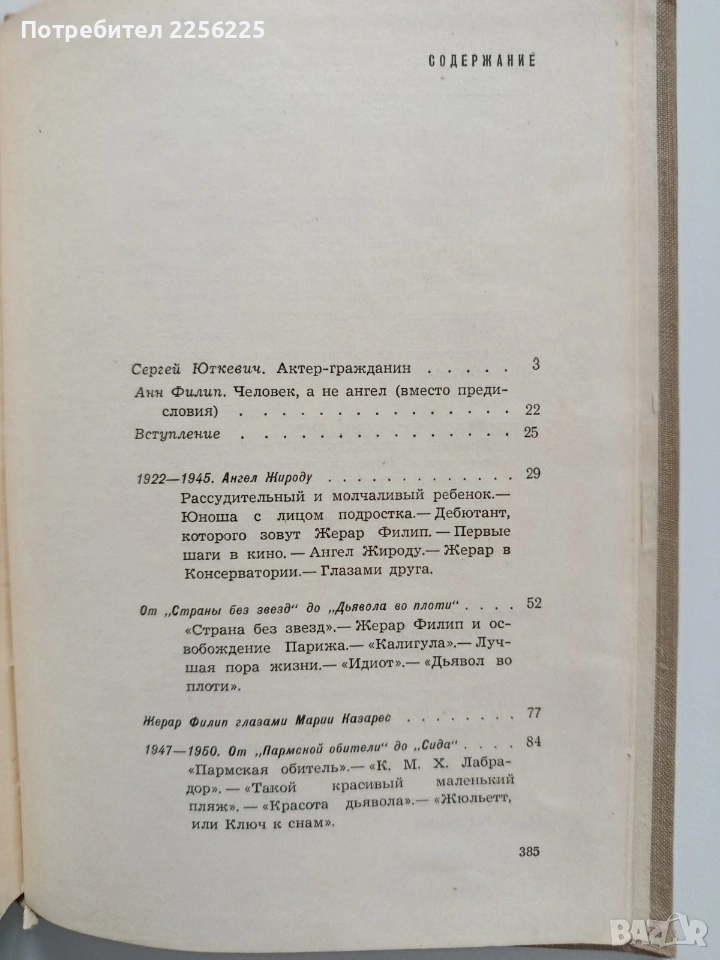 Потребител 2256225
СОДЕРЖАНИЕ
Сергей Юткевич. Актер-гражданин . . . . . 3
Анн Филип. Человек, а не ангел (вместо преди-
словия) . . . . . . . . . . . . 22
Вступление . . . . . . . . . . . . 25
1922—1945. Ангел Жироду . . . . . . . . . . . . . 29
Рассудительный и молчаливый ребенок.—
Юноша с лицом подростка.— Дебютант,
которого зовут Жерар Филип. — Первые
шаги в кино. — Ангел Жироду.— Жерар в
Консерватории.— Глазами друга.
От „Страны без звезд“ до „Дьявола во плоти“ . . . . 52
«Страна без звезд».— Жерар Филип и ос-
вобождение Парижа.— «Калигула».— Луч-
шая пора жизни.— «Идиот».— «Дьявол во
плоти».
Жерар Филип глазами Марии Казарес . . . . . . . . 77
1947—1950. От „Пармской обители“ до „Сида“ . . . . 84
«Пармская обитель».— «К. М. Х. Лабра-
дор».— «Такой красивый маленький
пляж». — «Красота дьявола».— «Жюльетт,
или Ключ к снам».
385
BAZAR